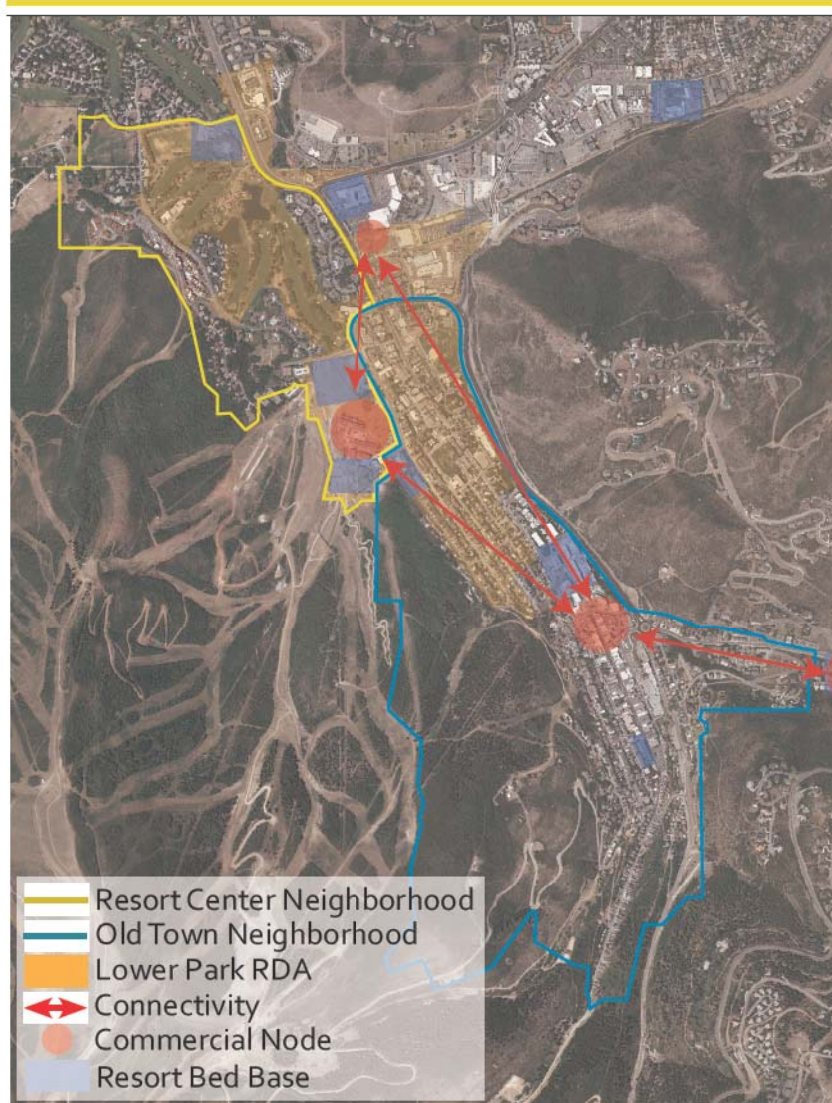 Resort Center Neighborhood
Old Town Neighborhood
Lower Park RDA
Connectivity
Commercial Node
Resort Bed Base